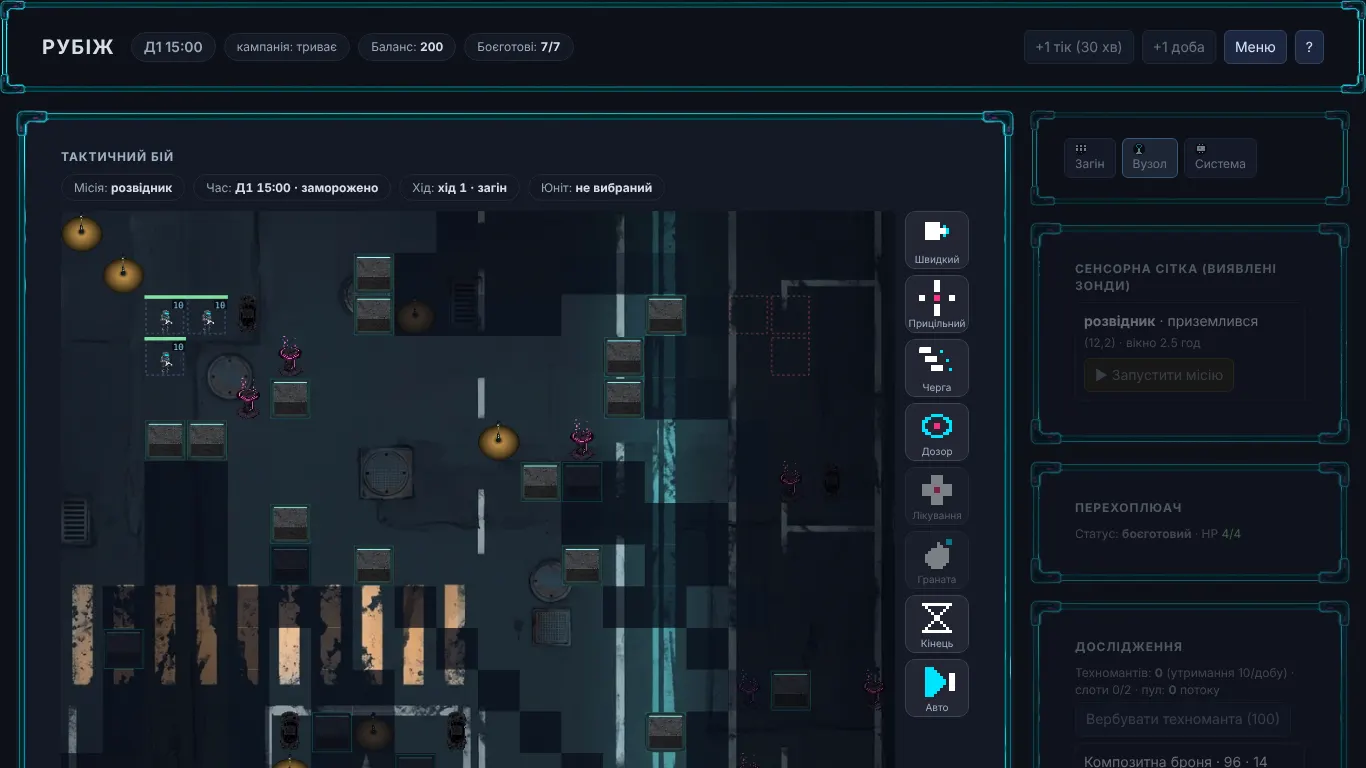 РУБІЖ
Д1 15:00
кампанія: триває
Баланс: 200
Боєготові: 7/7
+1 тік (30 хв)
+1 доба
Меню
?
ТАКТИЧНИЙ БІЙ
Місія: розвідник
Час: Д1 15:00 · заморожено
Хід: хід 1 · загін
Юніт: не вибраний
10
10
10
Швидкий
Прицільний
Черга
Дозор
Лікування
Граната
Кінець
Авто
Загін
Вузол
Система
СЕНСОРНА СІТКА (ВИЯВЛЕНІ
ЗОНДИ)
розвідник · приземлився
(12,2) · вікно 2.5 год
▶ Запустити місію
ПЕРЕХОПЛЮВАЧ
Статус: боєготовий · HP 4/4
ДОСЛІДЖЕННЯ
Техномантів: 0 (утримання 10/добу) ·
слоти 0/2 · пул: 0 потоку
Вербувати техноманта (100)
Композитна броня · 96 · 14